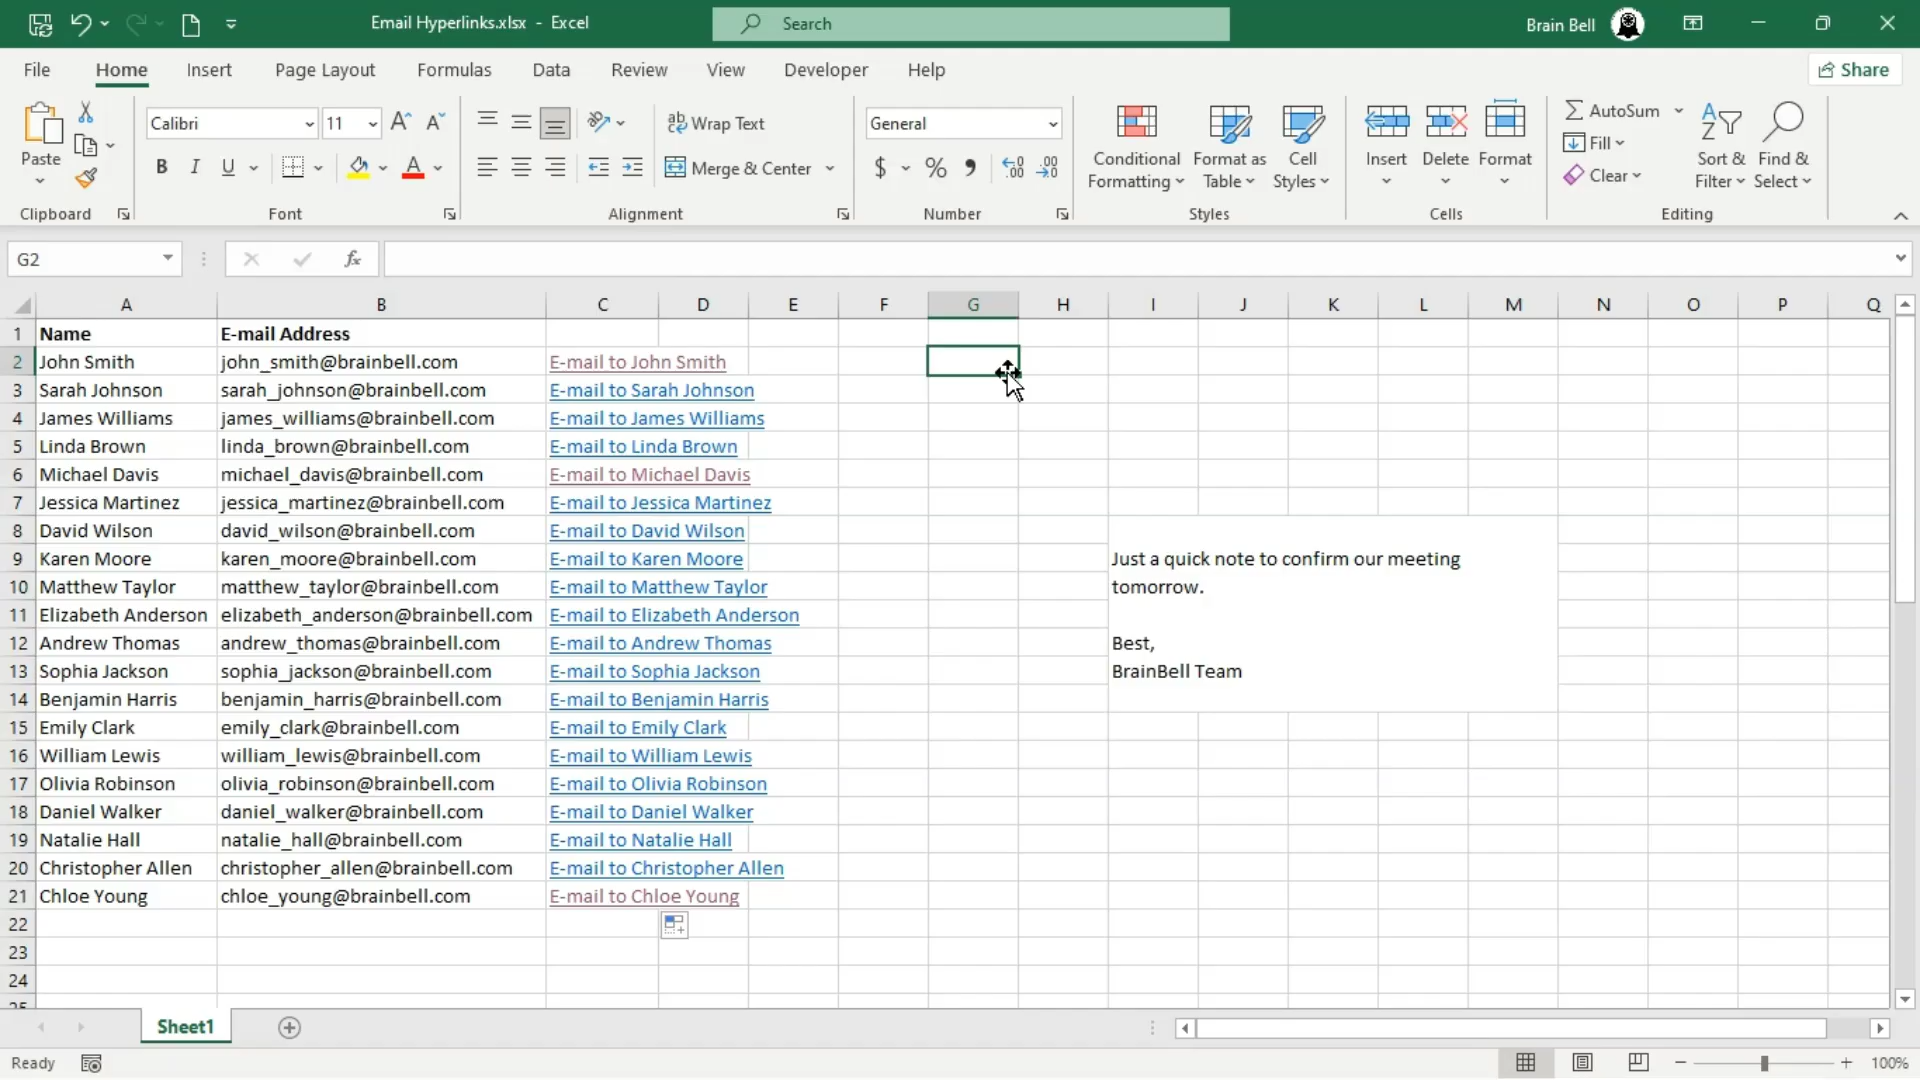 Email Hyperlinks.xlsx - Excel
Search
Brain Bell
File Home Insert Page Layout Formulas Data Review View Developer Help
Share
Paste
Calibri 11
B I U
Wrap Text
Merge & Center
General
$ %
Conditional Formatting
Format as Table
Cell Styles
Insert Delete Format
AutoSum
Fill
Clear
Sort & Filter
Find & Select
Clipboard Font Alignment Number Styles Cells Editing
G2 fx
A B C D E F G H I J K L M N O P Q
1 Name E-mail Address
2 John Smith john_smith@brainbell.com E-mail to John Smith
3 Sarah Johnson sarah_johnson@brainbell.com E-mail to Sarah Johnson
4 James Williams james_williams@brainbell.com E-mail to James Williams
5 Linda Brown linda_brown@brainbell.com E-mail to Linda Brown
6 Michael Davis michael_davis@brainbell.com E-mail to Michael Davis
7 Jessica Martinez jessica_martinez@brainbell.com E-mail to Jessica Martinez
8 David Wilson david_wilson@brainbell.com E-mail to David Wilson
9 Karen Moore karen_moore@brainbell.com E-mail to Karen Moore Just a quick note to confirm our meeting
10 Matthew Taylor matthew_taylor@brainbell.com E-mail to Matthew Taylor tomorrow.
11 Elizabeth Anderson elizabeth_anderson@brainbell.com E-mail to Elizabeth Anderson
12 Andrew Thomas andrew_thomas@brainbell.com E-mail to Andrew Thomas Best,
13 Sophia Jackson sophia_jackson@brainbell.com E-mail to Sophia Jackson BrainBell Team
14 Benjamin Harris benjamin_harris@brainbell.com E-mail to Benjamin Harris
15 Emily Clark emily_clark@brainbell.com E-mail to Emily Clark
16 William Lewis william_lewis@brainbell.com E-mail to William Lewis
17 Olivia Robinson olivia_robinson@brainbell.com E-mail to Olivia Robinson
18 Daniel Walker daniel_walker@brainbell.com E-mail to Daniel Walker
19 Natalie Hall natalie_hall@brainbell.com E-mail to Natalie Hall
20 Christopher Allen christopher_allen@brainbell.com E-mail to Christopher Allen
21 Chloe Young chloe_young@brainbell.com E-mail to Chloe Young
22
23
24
25
Sheet1
Ready
100%